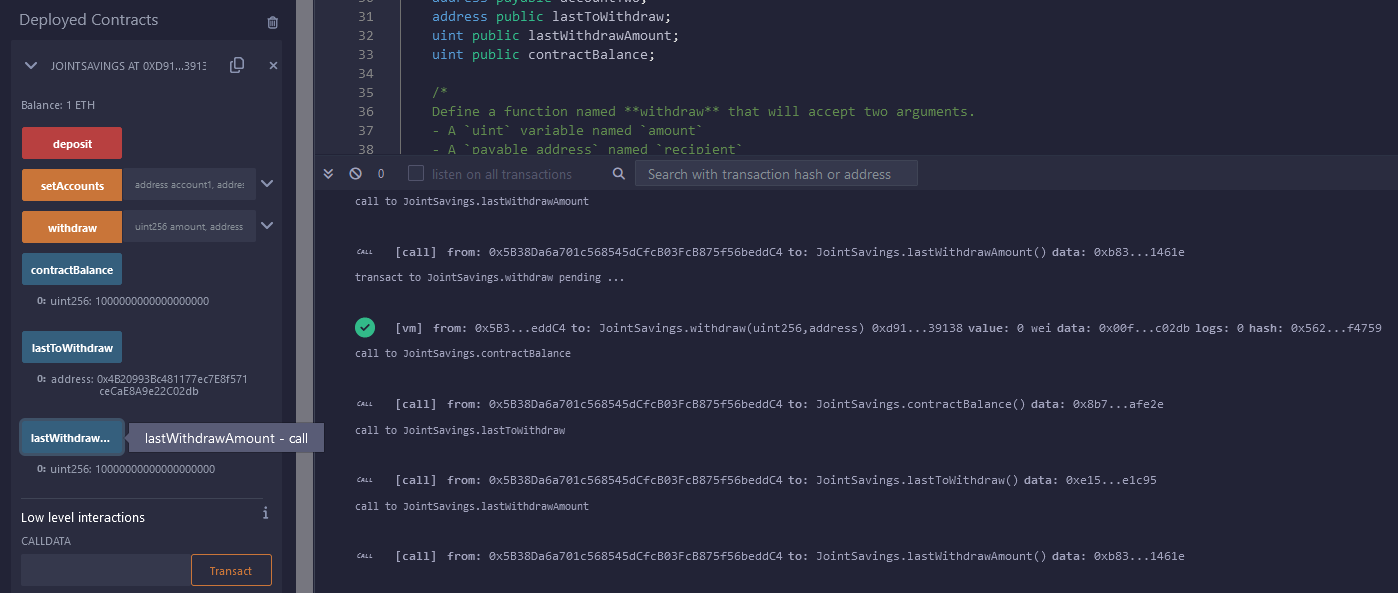 Deployed Contracts
JOINTSAVINGS AT 0XD91...3913
Balance: 1 ETH
deposit
setAccounts address account1, addre
withdraw uint256 amount, address
contractBalance
0: uint256: 1000000000000000000
lastToWithdraw
0: address: 0x4B20993Bc481177ec7E8f571
ceCaE8A9e22C02db
lastWithdraw...
lastWithdrawAmount - call
0: uint256: 10000000000000000000
Low level interactions
i
CALLDATA
Transact
30 address payable accountTwo;
31 address public lastToWithdraw;
32 uint public lastWithdrawAmount;
33 uint public contractBalance;
34
35 /*
36 Define a function named **withdraw** that will accept two arguments.
37 - A `uint` variable named `amount`
38 - A `payable address` named `recipient`
0 listen on all transactions Search with transaction hash or address
call to JointSavings.lastWithdrawAmount
CALL [call] from: 0x5B38Da6a701c568545dCfcB03FcB875f56beddC4 to: JointSavings.lastWithdrawAmount() data: 0xb83...1461e
transact to JointSavings.withdraw pending ...
[vm] from: 0x5B3...eddC4 to: JointSavings.withdraw(uint256,address) 0xd91...39138 value: 0 wei data: 0x00f...c02db logs: 0 hash: 0x562...f4759
call to JointSavings.contractBalance
CALL [call] from: 0x5B38Da6a701c568545dCfcB03FcB875f56beddC4 to: JointSavings.contractBalance() data: 0x8b7...afe2e
call to JointSavings.lastToWithdraw
CALL [call] from: 0x5B38Da6a701c568545dCfcB03FcB875f56beddC4 to: JointSavings.lastToWithdraw() data: 0xe15...e1c95
call to JointSavings.lastWithdrawAmount
CALL [call] from: 0x5B38Da6a701c568545dCfcB03FcB875f56beddC4 to: JointSavings.lastWithdrawAmount() data: 0xb83...1461e